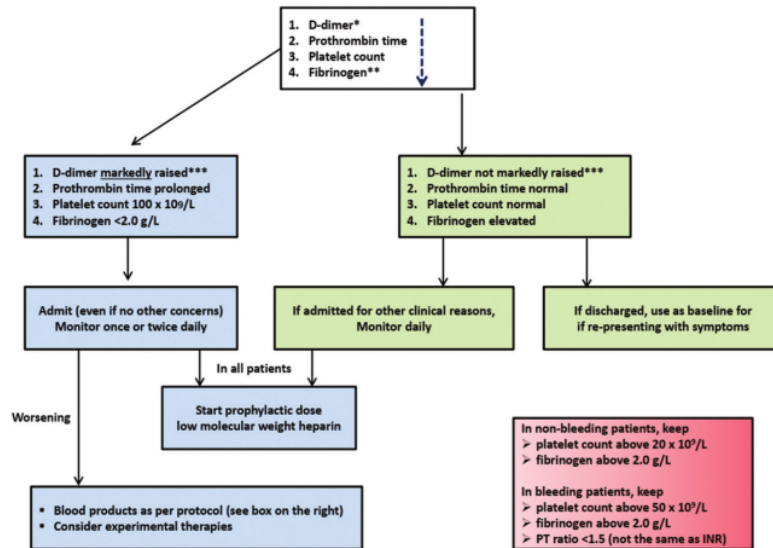 1. D-dimer*
2. Prothrombin time
3. Platelet count
4. Fibrinogen**
1. D-dimer markedly raised***
2. Prothrombin time prolonged
3. Platelet count 100 x 109/L
4. Fibrinogen <2.0 g/L
1. D-dimer not markedly raised***
2. Prothrombin time normal
3. Platelet count normal
4. Fibrinogen elevated
Admit (even if no other concerns)
Monitor once or twice daily
If admitted for other clinical reasons,
Monitor daily
If discharged, use as baseline for
if re-presenting with symptoms
In all patients
Worsening
Start prophylactic dose
low molecular weight heparin
In non-bleeding patients, keep
➢ platelet count above 20 x 10⁹/L
➢ fibrinogen above 2.0 g/L
In bleeding patients, keep
➢ platelet count above 50 x 10⁹/L
➢ fibrinogen above 2.0 g/L
➢ PT ratio <1.5 (not the same as INR)
▪ Blood products as per protocol (see box on the right)
▪ Consider experimental therapies